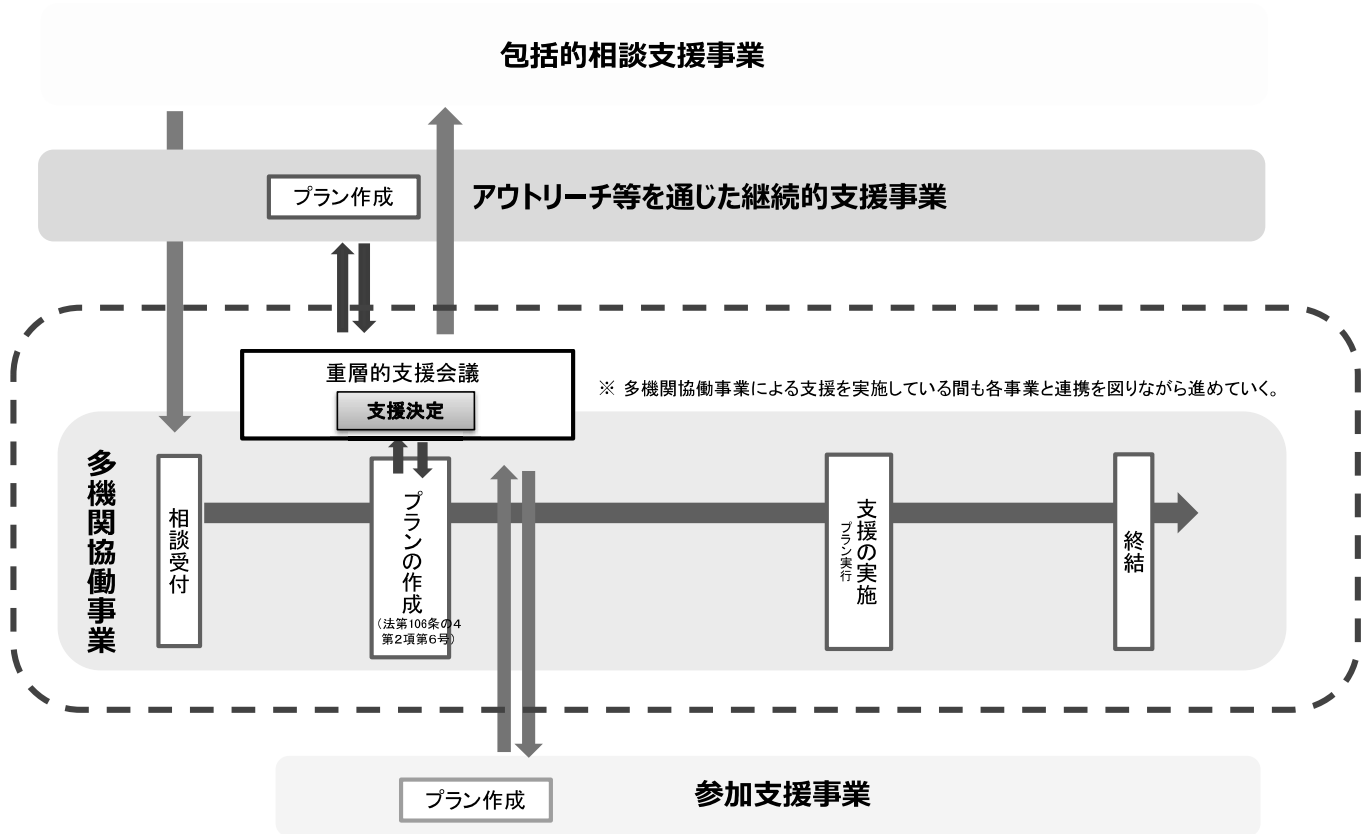 包括的相談支援事業
プラン作成
アウトリーチ等を通じた継続的支援事業
重層的支援会議
支援決定
※ 多機関協働事業による支援を実施している間も各事業と連携を図りながら進めていく。
多機関協働事業
相談受付
プランの作成
（法第106条の4
第2項第6号）
支援の実施
プラン実行
終結
プラン作成
参加支援事業